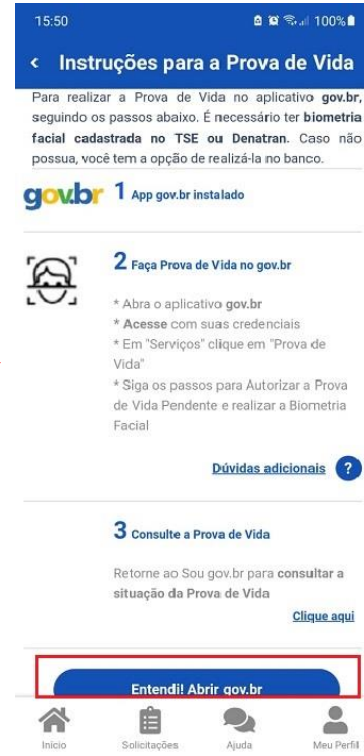 15:50 100%
Instruções para a Prova de Vida
Para realizar a Prova de Vida no aplicativo gov.br,
seguindo os passos abaixo. É necessário ter biometria
facial cadastrada no TSE ou Denatran. Caso não
possua, você tem a opção de realizá-la no banco.
gov.br 1 App gov.br instalado
2 Faça Prova de Vida no gov.br
* Abra o aplicativo gov.br
* Acesse com suas credenciais
* Em "Serviços" clique em "Prova de
Vida"
* Siga os passos para Autorizar a Prova
de Vida Pendente e realizar a Biometria
Facial
Dúvidas adicionais ?
3 Consulte a Prova de Vida
Retorne ao Sou gov.br para consultar a
situação da Prova de Vida
Clique aqui
Entendi! Abrir gov.br
Início Solicitações Ajuda Meu Perfil